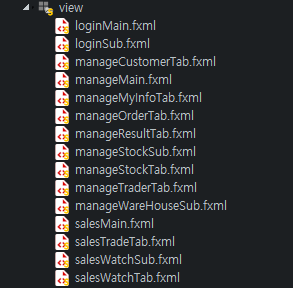 view
loginMain.fxml
loginSub.fxml
manageCustomerTab.fxml
manageMain.fxml
manageMyInfoTab.fxml
manageOrderTab.fxml
manageResultTab.fxml
manageStockSub.fxml
manageStockTab.fxml
manageTraderTab.fxml
manageWareHouseSub.fxml
salesMain.fxml
salesTradeTab.fxml
salesWatchSub.fxml
salesWatchTab.fxml